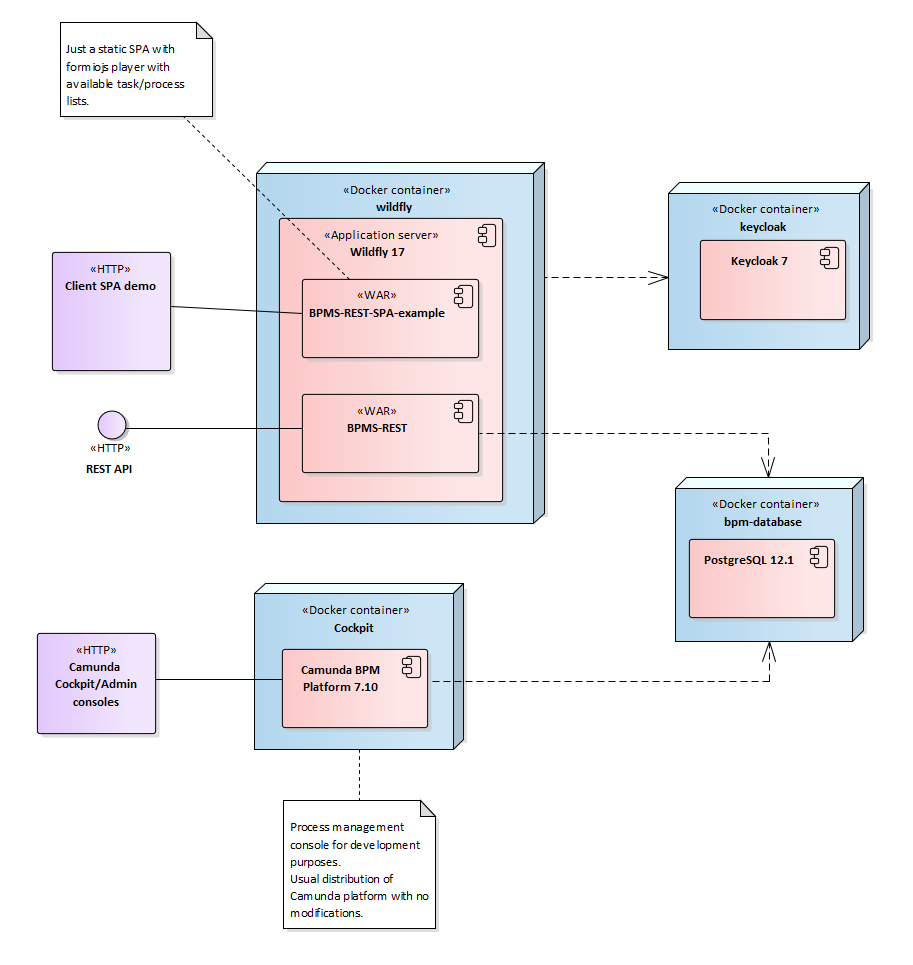 Just a static SPA with
formiojs player with
available task/process
lists.
«Docker container»
wildfly
«Application server»
Wildfly 17
«WAR»
BPMS-REST-SPA-example
«WAR»
BPMS-REST
«Docker container»
keycloak
Keycloak 7
«HTTP»
Client SPA demo
«HTTP»
REST API
«Docker container»
bpm-database
PostgreSQL 12.1
«Docker container»
Cockpit
Camunda BPM
Platform 7.10
«HTTP»
Camunda
Cockpit/Admin
consoles
Process management
console for development
purposes.
Usual distribution of
Camunda platform with no
modifications.